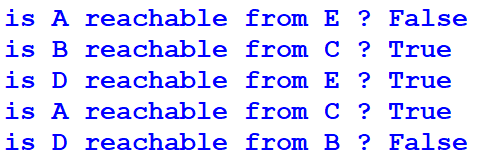 is A reachable from E ? False
is B reachable from C ? True
is D reachable from E ? True
is A reachable from C ? True
is D reachable from B ? False